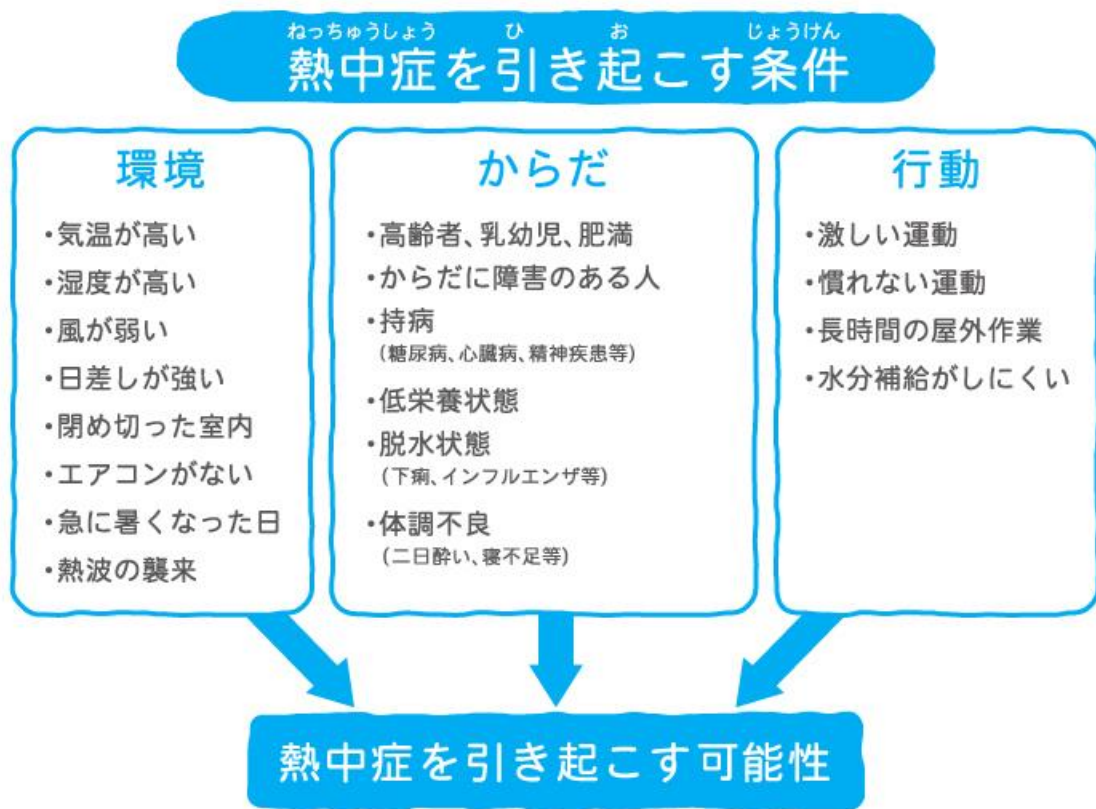 ねっちゅうしょう ひ お じょうけん
熱中症を引き起こす条件
環境
・気温が高い
・湿度が高い
・風が弱い
・日差しが強い
・閉め切った室内
・エアコンがない
・急に暑くなった日
・熱波の襲来
からだ
・高齢者、乳幼児、肥満
・からだに障害のある人
・持病
(糖尿病、心臓病、精神疾患等)
・低栄養状態
・脱水状態
(下痢、インフルエンザ等)
・体調不良
(二日酔い、寝不足等)
行動
・激しい運動
・慣れない運動
・長時間の屋外作業
・水分補給がしにくい
熱中症を引き起こす可能性